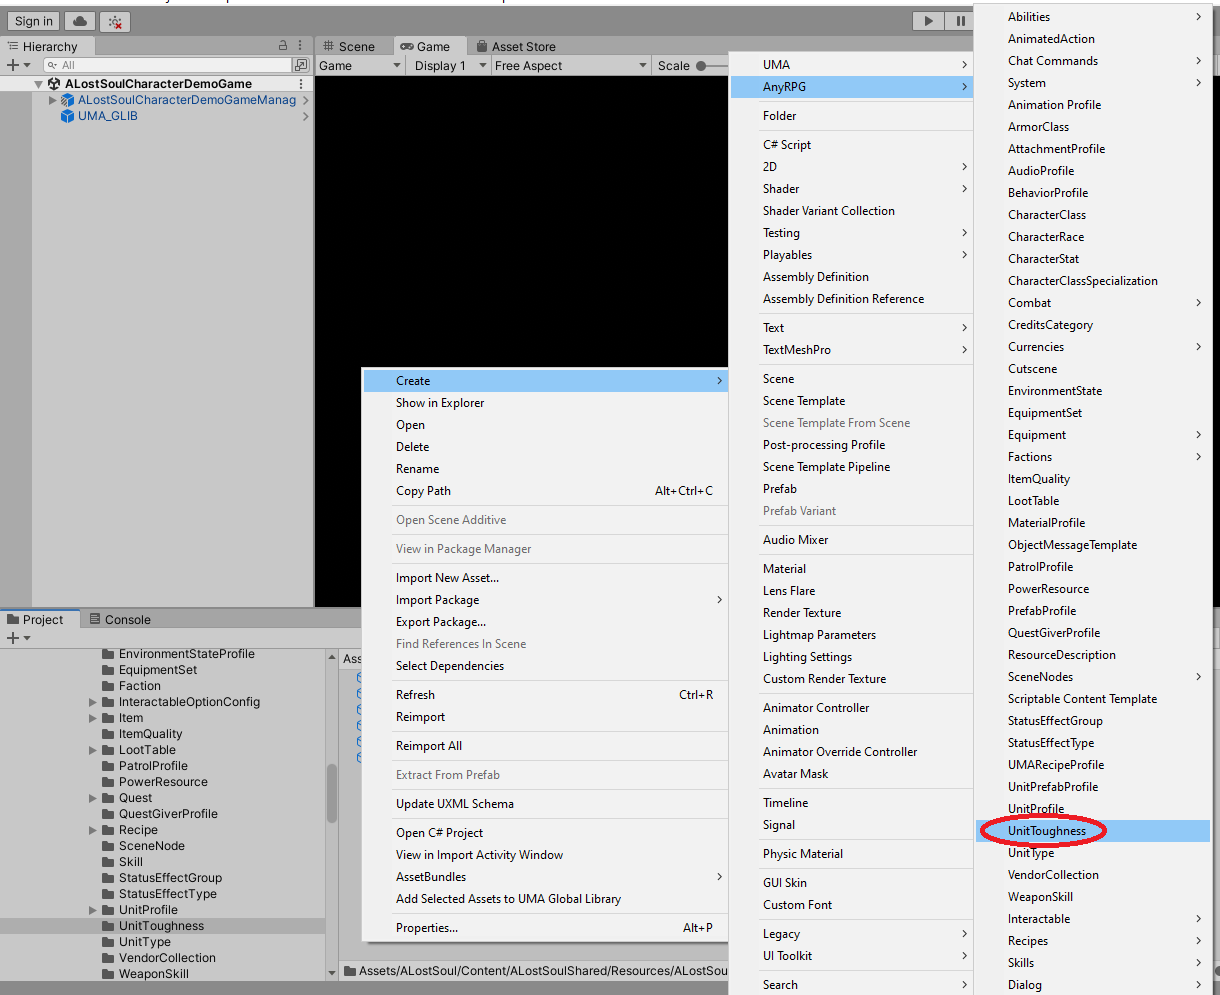 Sign in
Hierarchy
All
ALostSoulCharacterDemoGame
ALostSoulCharacterDemoGameManag
UMA_GLIB
Scene
Game
Asset Store
Game
Display 1
Free Aspect
Scale
Create
Show in Explorer
Open
Delete
Rename
Copy Path Alt+Ctrl+C
Open Scene Additive
View in Package Manager
Import New Asset...
Import Package
Export Package...
Find References In Scene
Select Dependencies
Refresh Ctrl+R
Reimport
Reimport All
Extract From Prefab
Update UXML Schema
Open C# Project
View in Import Activity Window
AssetBundles
Add Selected Assets to UMA Global Library
Properties... Alt+P
UMA
AnyRPG
Folder
C# Script
2D
Shader
Shader Variant Collection
Testing
Playables
Assembly Definition
Assembly Definition Reference
Text
TextMeshPro
Scene
Scene Template
Scene Template From Scene
Post-processing Profile
Scene Template Pipeline
Prefab
Prefab Variant
Audio Mixer
Material
Lens Flare
Render Texture
Lightmap Parameters
Lighting Settings
Custom Render Texture
Animator Controller
Animation
Animator Override Controller
Avatar Mask
Timeline
Signal
Physic Material
GUI Skin
Custom Font
Legacy
UI Toolkit
Search
Abilities
AnimatedAction
Chat Commands
System
Animation Profile
ArmorClass
AttachmentProfile
AudioProfile
BehaviorProfile
CharacterClass
CharacterRace
CharacterStat
CharacterClassSpecialization
Combat
CreditsCategory
Currencies
Cutscene
EnvironmentState
EquipmentSet
Equipment
Factions
ItemQuality
LootTable
MaterialProfile
ObjectMessageTemplate
PatrolProfile
PowerResource
PrefabProfile
QuestGiverProfile
ResourceDescription
SceneNodes
Scriptable Content Template
StatusEffectGroup
StatusEffectType
UMARecipeProfile
UnitPrefabProfile
UnitProfile
UnitToughness
UnitType
VendorCollection
WeaponSkill
Interactable
Recipes
Skills
Dialog
Project
Console
EnvironmentStateProfile
EquipmentSet
Faction
InteractableOptionConfig
Item
ItemQuality
LootTable
PatrolProfile
PowerResource
Quest
QuestGiverProfile
Recipe
SceneNode
Skill
StatusEffectGroup
StatusEffectType
UnitProfile
UnitToughness
UnitType
VendorCollection
WeaponSkill
Ass
Assets/ALostSoul/Content/ALostSoulShared/Resources/ALostSou